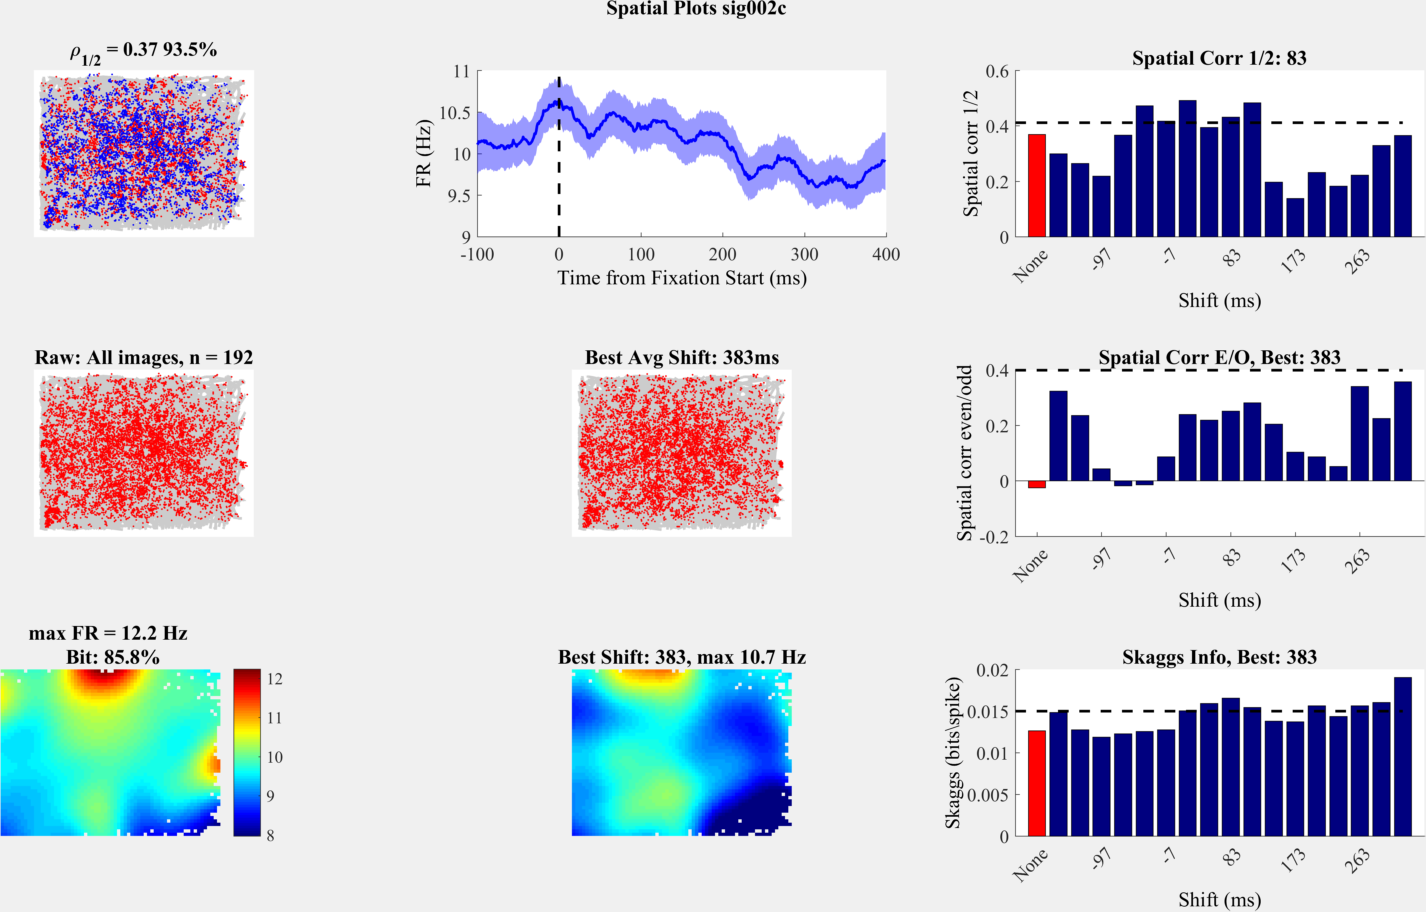 Spatial Plots sig002c
ρ1/2 = 0.37 93.5%
11
10.5
10
9.5
9
FR (Hz)
-100 0 100 200 300 400
Time from Fixation Start (ms)
Spatial Corr 1/2: 83
0.6
0.4
0.2
0
Spatial corr 1/2
None -97 -7 83 173 263
Shift (ms)
Raw: All images, n = 192
Best Avg Shift: 383ms
Spatial Corr E/O, Best: 383
0.4
0.2
0
-0.2
Spatial corr even/odd
None -97 -7 83 173 263
Shift (ms)
max FR = 12.2 Hz
Bit: 85.8%
12
11
10
9
8
Best Shift: 383, max 10.7 Hz
Skaggs Info, Best: 383
0.02
0.015
0.01
0.005
0
Skaggs (bits\spike)
None -97 -7 83 173 263
Shift (ms)